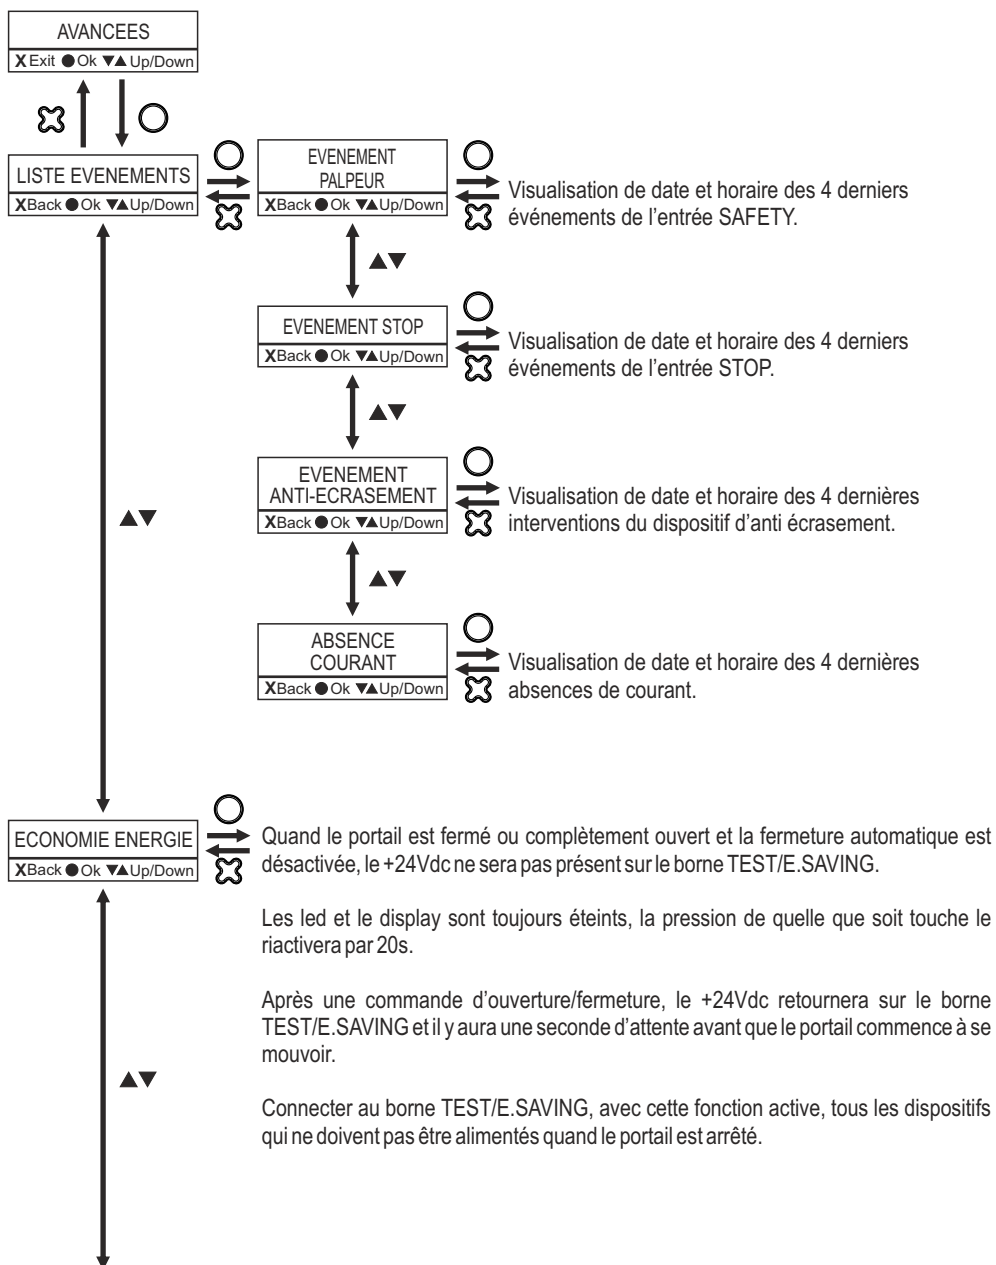 AVANCEES
X Exit ● Ok ▼▲ Up/Down
LISTE EVENEMENTS
XBack ● Ok ▼▲Up/Down
EVENEMENT
PALPEUR
XBack ● Ok ▼▲Up/Down
Visualisation de date et horaire des 4 derniers
événements de l’entrée SAFETY.
▲▼
EVENEMENT STOP
XBack ● Ok ▼▲Up/Down
Visualisation de date et horaire des 4 derniers
événements de l’entrée STOP.
▲▼
EVENEMENT
ANTI-ECRASEMENT
XBack ● Ok ▼▲Up/Down
Visualisation de date et horaire des 4 dernières
interventions du dispositif d’anti écrasement.
▲▼
▲▼
ABSENCE
COURANT
XBack ● Ok ▼▲Up/Down
Visualisation de date et horaire des 4 dernières
absences de courant.
ECONOMIE ENERGIE
XBack ● Ok ▼▲Up/Down
Quand le portail est fermé ou complètement ouvert et la fermeture automatique est
désactivée, le +24Vdc ne sera pas présent sur le borne TEST/E.SAVING.
Les led et le display sont toujours éteints, la pression de quelle que soit touche le
riactivera par 20s.
Après une commande d’ouverture/fermeture, le +24Vdc retournera sur le borne
TEST/E.SAVING et il y aura une seconde d’attente avant que le portail commence à se
mouvoir.
▲▼
Connecter au borne TEST/E.SAVING, avec cette fonction active, tous les dispositifs
qui ne doivent pas être alimentés quand le portail est arrêté.